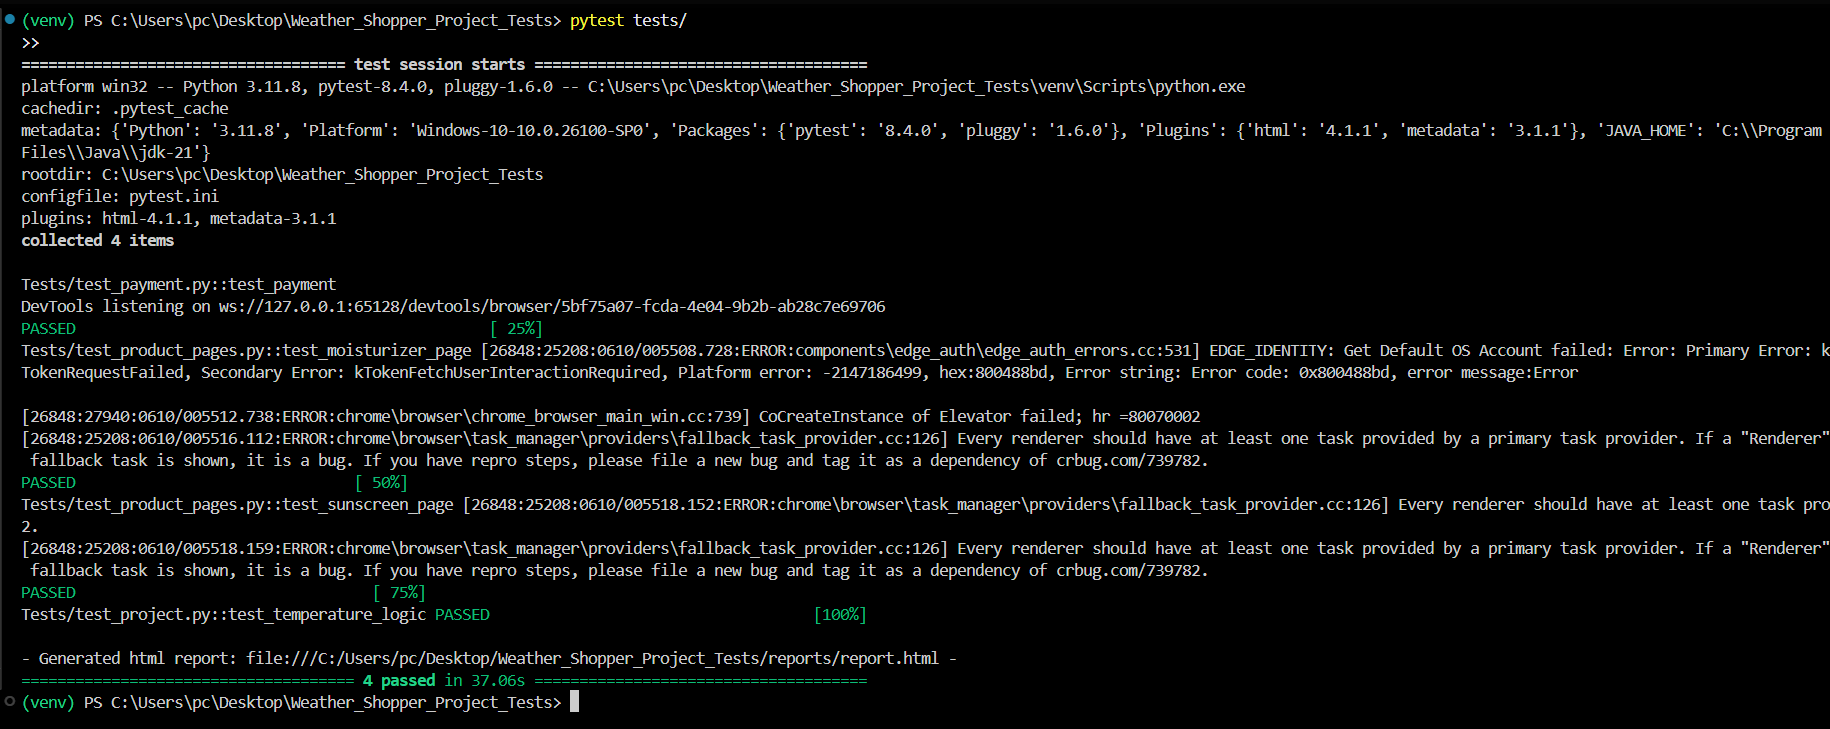 (venv) PS C:\Users\pc\Desktop\Weather_Shopper_Project_Tests> pytest tests/
>>
==================================== test session starts =====================================
platform win32 -- Python 3.11.8, pytest-8.4.0, pluggy-1.6.0 -- C:\Users\pc\Desktop\Weather_Shopper_Project_Tests\venv\Scripts\python.exe
cachedir: .pytest_cache
metadata: {'Python': '3.11.8', 'Platform': 'Windows-10-10.0.26100-SP0', 'Packages': {'pytest': '8.4.0', 'pluggy': '1.6.0'}, 'Plugins': {'html': '4.1.1', 'metadata': '3.1.1'}, 'JAVA_HOME': 'C:\\Program
Files\\Java\\jdk-21'}
rootdir: C:\Users\pc\Desktop\Weather_Shopper_Project_Tests
configfile: pytest.ini
plugins: html-4.1.1, metadata-3.1.1
collected 4 items
Tests/test_payment.py::test_payment
DevTools listening on ws://127.0.0.1:65128/devtools/browser/5bf75a07-fcda-4e04-9b2b-ab28c7e69706
PASSED [ 25%]
Tests/test_product_pages.py::test_moisturizer_page [26848:25208:0610/005508.728:ERROR:components\edge_auth\edge_auth_errors.cc:531] EDGE_IDENTITY: Get Default OS Account failed: Error: Primary Error: k
TokenRequestFailed, Secondary Error: kTokenFetchUserInteractionRequired, Platform error: -2147186499, hex:800488bd, Error string: Error code: 0x800488bd, error message:Error
[26848:27940:0610/005512.738:ERROR:chrome\browser\chrome_browser_main_win.cc:739] CoCreateInstance of Elevator failed; hr =80070002
[26848:25208:0610/005516.112:ERROR:chrome\browser\task_manager\providers\fallback_task_provider.cc:126] Every renderer should have at least one task provided by a primary task provider. If a "Renderer"
fallback task is shown, it is a bug. If you have repro steps, please file a new bug and tag it as a dependency of crbug.com/739782.
PASSED [ 50%]
Tests/test_product_pages.py::test_sunscreen_page [26848:25208:0610/005518.152:ERROR:chrome\browser\task_manager\providers\fallback_task_provider.cc:126] Every renderer should have at least one task pro
2.
[26848:25208:0610/005518.159:ERROR:chrome\browser\task_manager\providers\fallback_task_provider.cc:126] Every renderer should have at least one task provided by a primary task provider. If a "Renderer"
fallback task is shown, it is a bug. If you have repro steps, please file a new bug and tag it as a dependency of crbug.com/739782.
PASSED [ 75%]
Tests/test_project.py::test_temperature_logic PASSED [100%]
- Generated html report: file:///C:/Users/pc/Desktop/Weather_Shopper_Project_Tests/reports/report.html -
===================================== 4 passed in 37.06s =====================================
(venv) PS C:\Users\pc\Desktop\Weather_Shopper_Project_Tests>